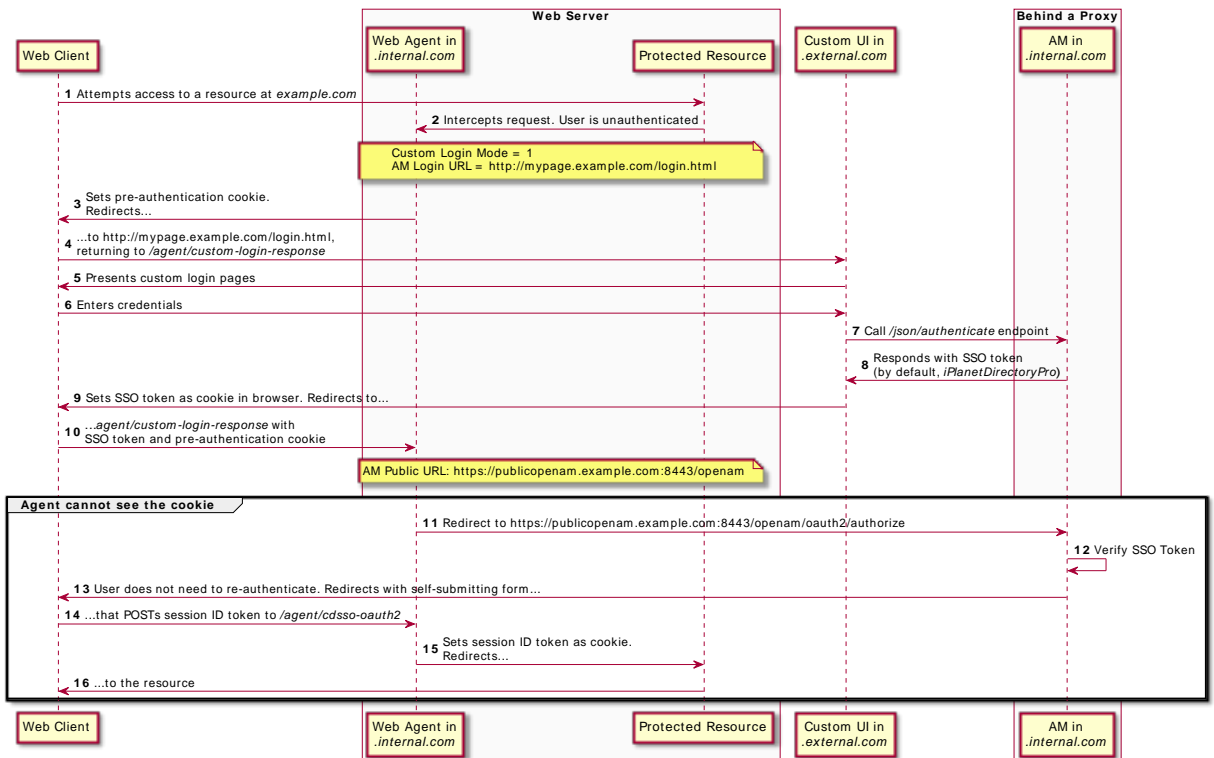 Web Server
Behind a Proxy
Web Client
Web Agent in
.internal.com
Protected Resource
Custom UI in
.external.com
AM in
.internal.com
1 Attempts access to a resource at example.com
2 Intercepts request. User is unauthenticated
Custom Login Mode = 1
AM Login URL = http://mypage.example.com/login.html
3 Sets pre-authentication cookie.
Redirects...
4 ...to http://mypage.example.com/login.html,
returning to /agent/custom-login-response
5 Presents custom login pages
6 Enters credentials
7 Call /json/authenticate endpoint
8 Responds with SSO token
(by default, iPlanetDirectoryPro)
9 Sets SSO token as cookie in browser. Redirects to...
10 ...agent/custom-login-response with
SSO token and pre-authentication cookie
AM Public URL: https://publicopenam.example.com:8443/openam
Agent cannot see the cookie
11 Redirect to https://publicopenam.example.com:8443/openam/oauth2/authorize
12 Verify SSO Token
13 User does not need to re-authenticate. Redirects with self-submitting form...
14 ...that POSTs session ID token to /agent/cdsso-oauth2
15 Sets session ID token as cookie.
Redirects...
16 ...to the resource
Web Client
Web Agent in
.internal.com
Protected Resource
Custom UI in
.external.com
AM in
.internal.com